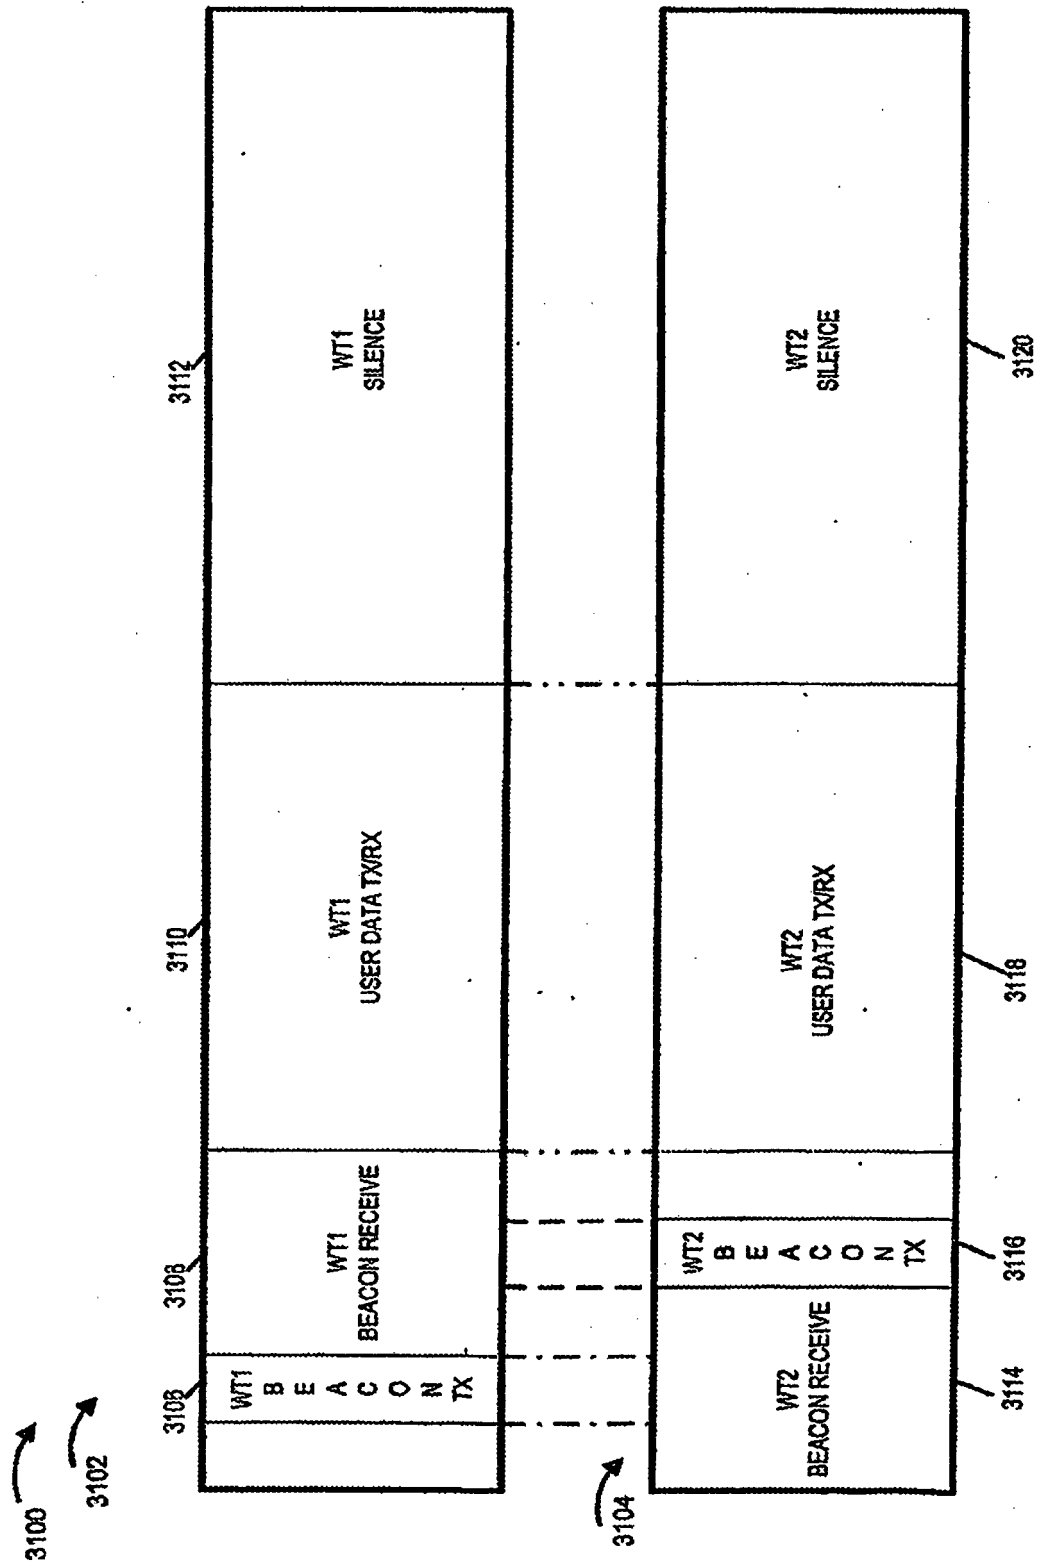 3100
3102
3106
3108
3110
3112
WT1
B
E
A
C
O
N
TX
WT1
BEACON RECEIVE
WT1
USER DATA TX/RX
WT1
SILENCE
3104
WT2
BEACON RECEIVE
WT2
B
E
A
C
O
N
TX
WT2
USER DATA TX/RX
WT2
SILENCE
3114
3116
3118
3120